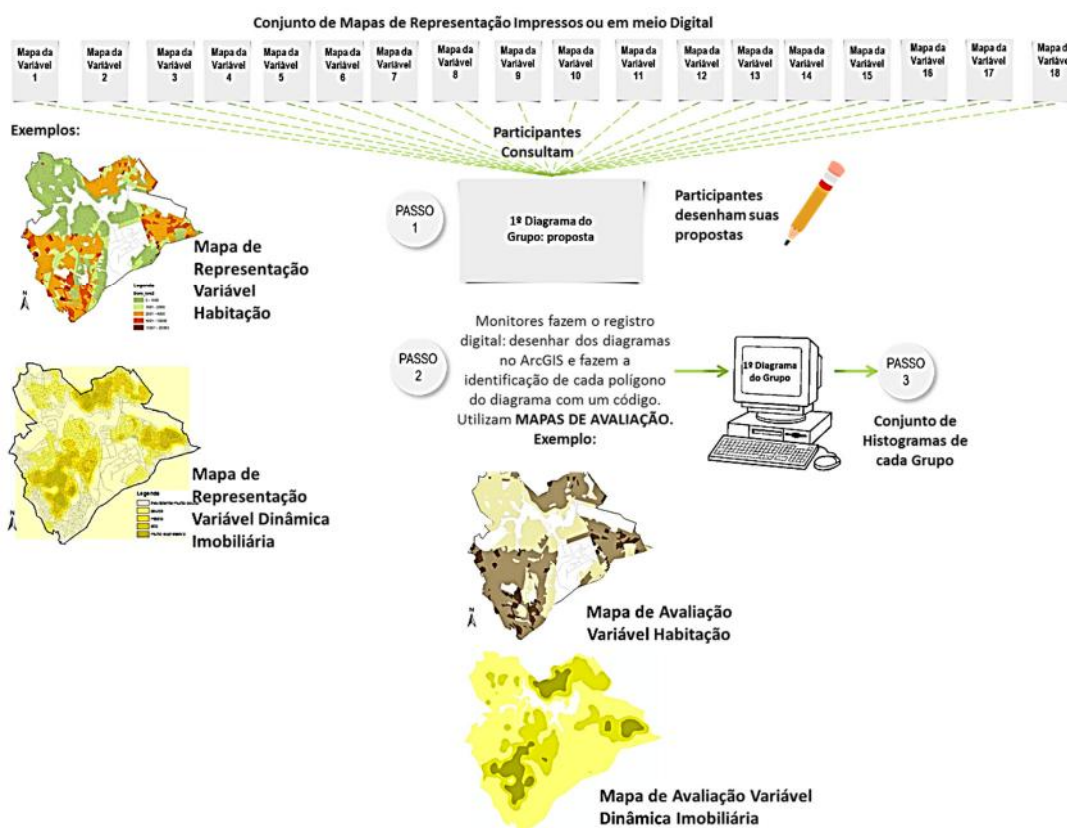 Conjunto de Mapas de Representação Impressos ou em meio Digital
Mapa da Variável 1
Mapa da Variável 2
Mapa da Variável 3
Mapa da Variável 4
Mapa da Variável 5
Mapa da Variável 6
Mapa da Variável 7
Mapa da Variável 8
Mapa da Variável 9
Mapa da Variável 10
Mapa da Variável 11
Mapa da Variável 12
Mapa da Variável 13
Mapa da Variável 14
Mapa da Variável 15
Mapa da Variável 16
Mapa da Variável 17
Mapa da Variável 18
Exemplos:
Participantes
Consultam
PASSO
1
1º Diagrama do
Grupo: proposta
Participantes
desenham suas
propostas
Mapa de
Representação
Variável
Habitação
Legenda
N
PASSO
2
Monitores fazem o registro
digital: desenhar dos diagramas
no ArcGIS e fazem a
identificação de cada polígono
do diagrama com um código.
Utilizam MAPAS DE AVALIAÇÃO.
Exemplo:
1º Diagrama
do Grupo
PASSO
3
Conjunto de
Histogramas de
cada Grupo
Mapa de
Representação
Variável Dinâmica
Imobiliária
Legenda
N
N
Mapa de Avaliação
Variável Habitação
Mapa de Avaliação Variável
Dinâmica Imobiliária